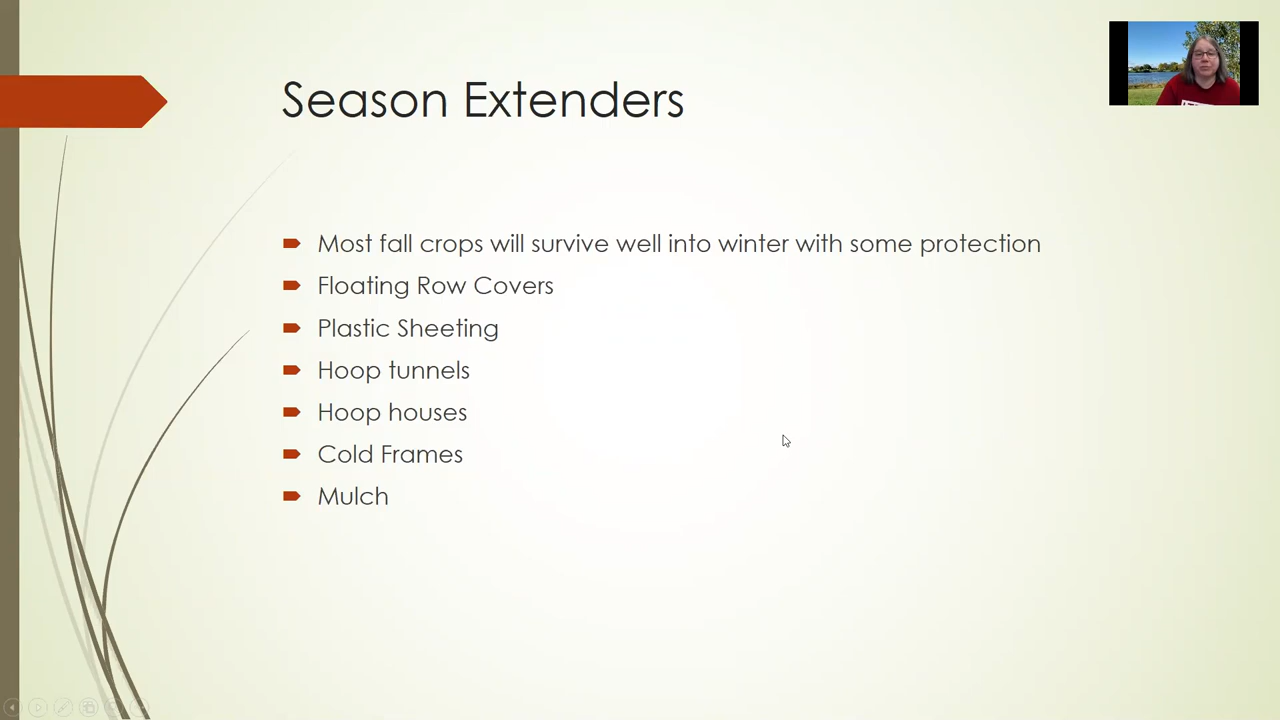 Season Extenders
Most fall crops will survive well into winter with some protection
Floating Row Covers
Plastic Sheeting
Hoop tunnels
Hoop houses
Cold Frames
Mulch